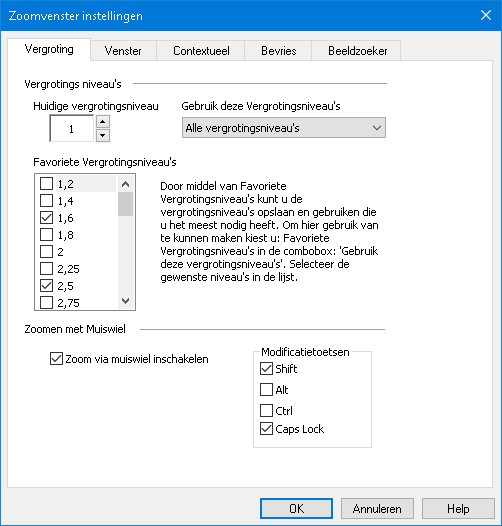 Zoomvenster instellingen
Vergroting
Venster
Contextueel
Bevries
Beeldzoeker
Vergrotings niveau's
Huidige vergrotingsniveau
Gebruik deze Vergrotingsniveau's
1
Alle vergrotingsniveau's
Favoriete Vergrotingsniveau's
1,2
1,4
1,6
1,8
2
2,25
2,5
2,75
Door middel van Favoriete
Vergrotingsniveau's kunt u de
vergrotingsniveau's opslaan en gebruiken die
u het meest nodig heeft. Om hier gebruik van
te kunnen maken kiest u: Favoriete
Vergrotingsniveau's in de combobox: 'Gebruik
deze vergrotingsniveau's'. Selecteer de
gewenste niveau's in de lijst.
Zoomen met Muiswiel
Zoom via muiswiel inschakelen
Modificatietoetsen
Shift
Alt
Ctrl
Caps Lock
OK
Annuleren
Help